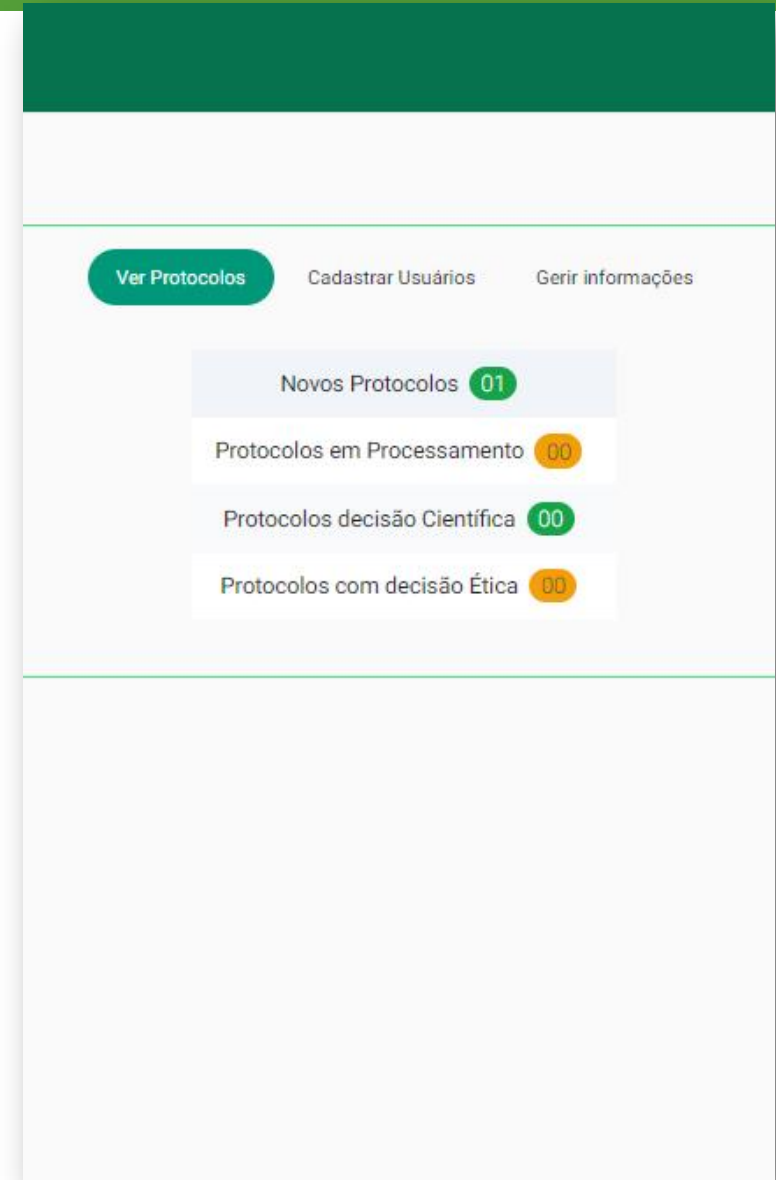 Ver Protocolos Cadastrar Usuários Gerir informações
Novos Protocolos 01
Protocolos em Processamento 00
Protocolos decisão Científica 00
Protocolos com decisão Ética 00